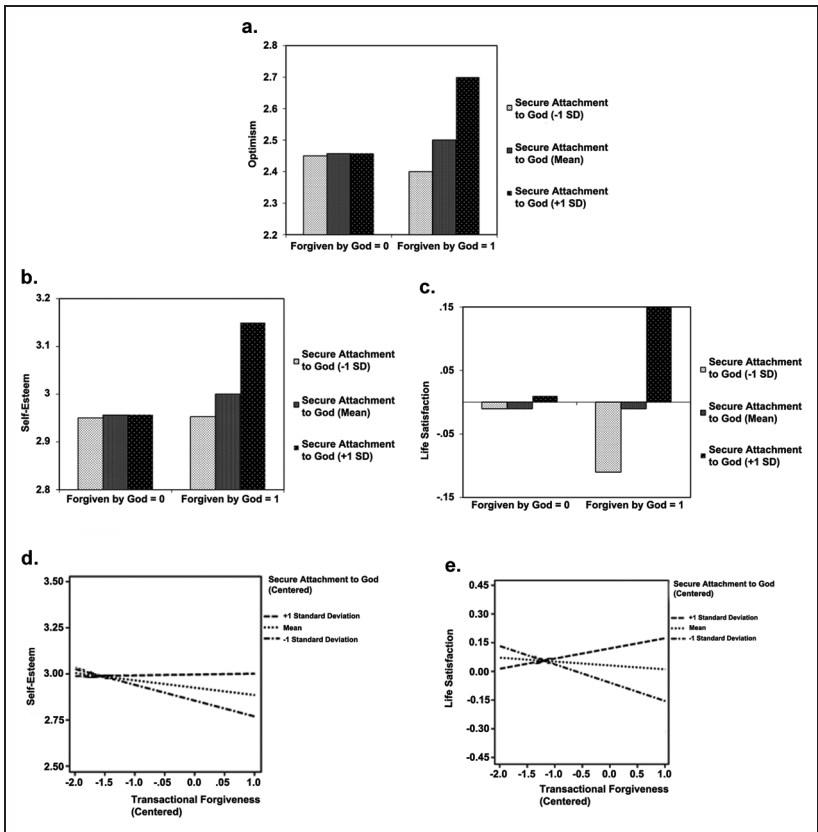 a.
2.8
2.7
2.6
2.5
2.4
2.3
2.2
Optimism
Forgiven by God = 0
Forgiven by God = 1
Secure Attachment
to God (-1 SD)
Secure Attachment
to God (Mean)
Secure Attachment
to God (+1 SD)
b.
3.2
3.1
3
2.9
2.8
Self-Esteem
Forgiven by God = 0
Forgiven by God = 1
Secure Attachment
to God (-1 SD)
Secure Attachment
to God (Mean)
Secure Attachment
to God (+1 SD)
c.
.15
.05
-.05
-.15
Life Satisfaction
Forgiven by God = 0
Forgiven by God = 1
Secure Attachment
to God (-1 SD)
Secure Attachment
to God (Mean)
Secure Attachment
to God (+1 SD)
d.
3.50
3.25
3.00
2.75
2.50
Self-Esteem
-2.0 -1.5 -1.0 -.05 0.0 0.5 1.0
Transactional Forgiveness
(Centered)
Secure Attachment to God
(Centered)
+1 Standard Deviation
Mean
-1 Standard Deviation
e.
0.45
0.30
0.15
0.00
-0.15
-0.30
-0.45
Life Satisfaction
-2.0 -1.5 -1.0 -.05 0.0 0.5 1.0
Transactional Forgiveness
(Centered)
Secure Attachment to God
(Centered)
+1 Standard Deviation
Mean
-1 Standard Deviation